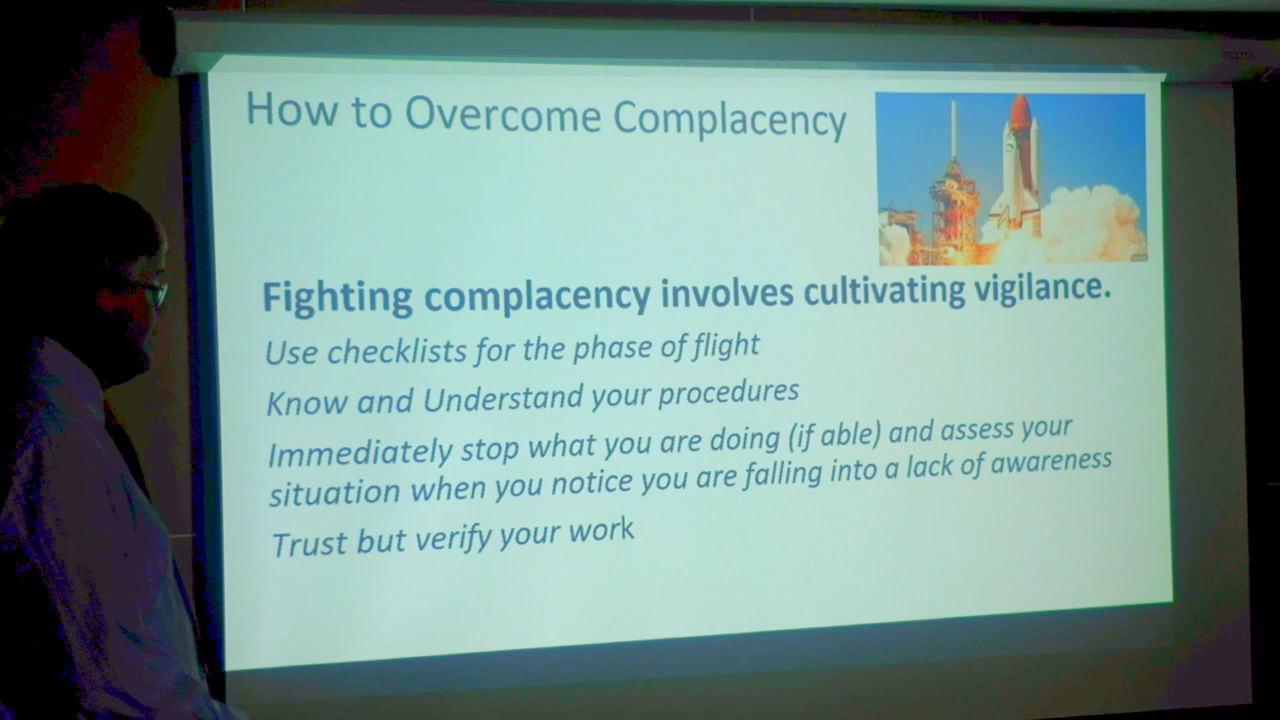 How to Overcome Complacency
Fighting complacency involves cultivating vigilance.
Use checklists for the phase of flight
Know and Understand your procedures
Immediately stop what you are doing (if able) and assess your
situation when you notice you are falling into a lack of awareness
Trust but verify your work